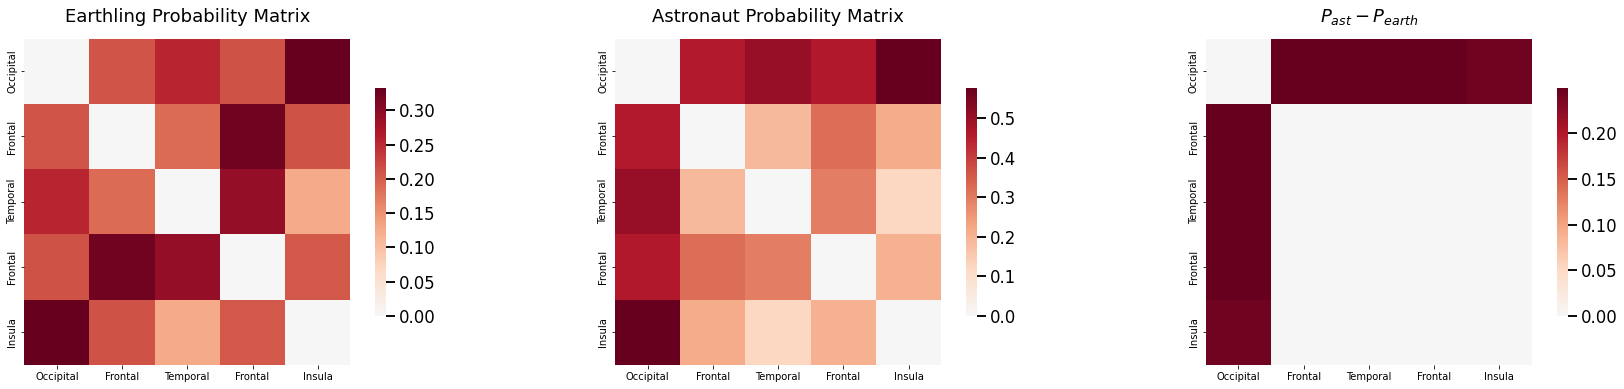 Earthling Probability Matrix
Occipital
Frontal
Temporal
Frontal
Insula
Occipital Frontal Temporal Frontal Insula
0.30
0.25
0.20
0.15
0.10
0.05
0.00
Astronaut Probability Matrix
Occipital
Frontal
Temporal
Frontal
Insula
Occipital Frontal Temporal Frontal Insula
0.5
0.4
0.3
0.2
0.1
0.0
P_ast − P_earth
Occipital
Frontal
Temporal
Frontal
Insula
Occipital Frontal Temporal Frontal Insula
0.20
0.15
0.10
0.05
0.00